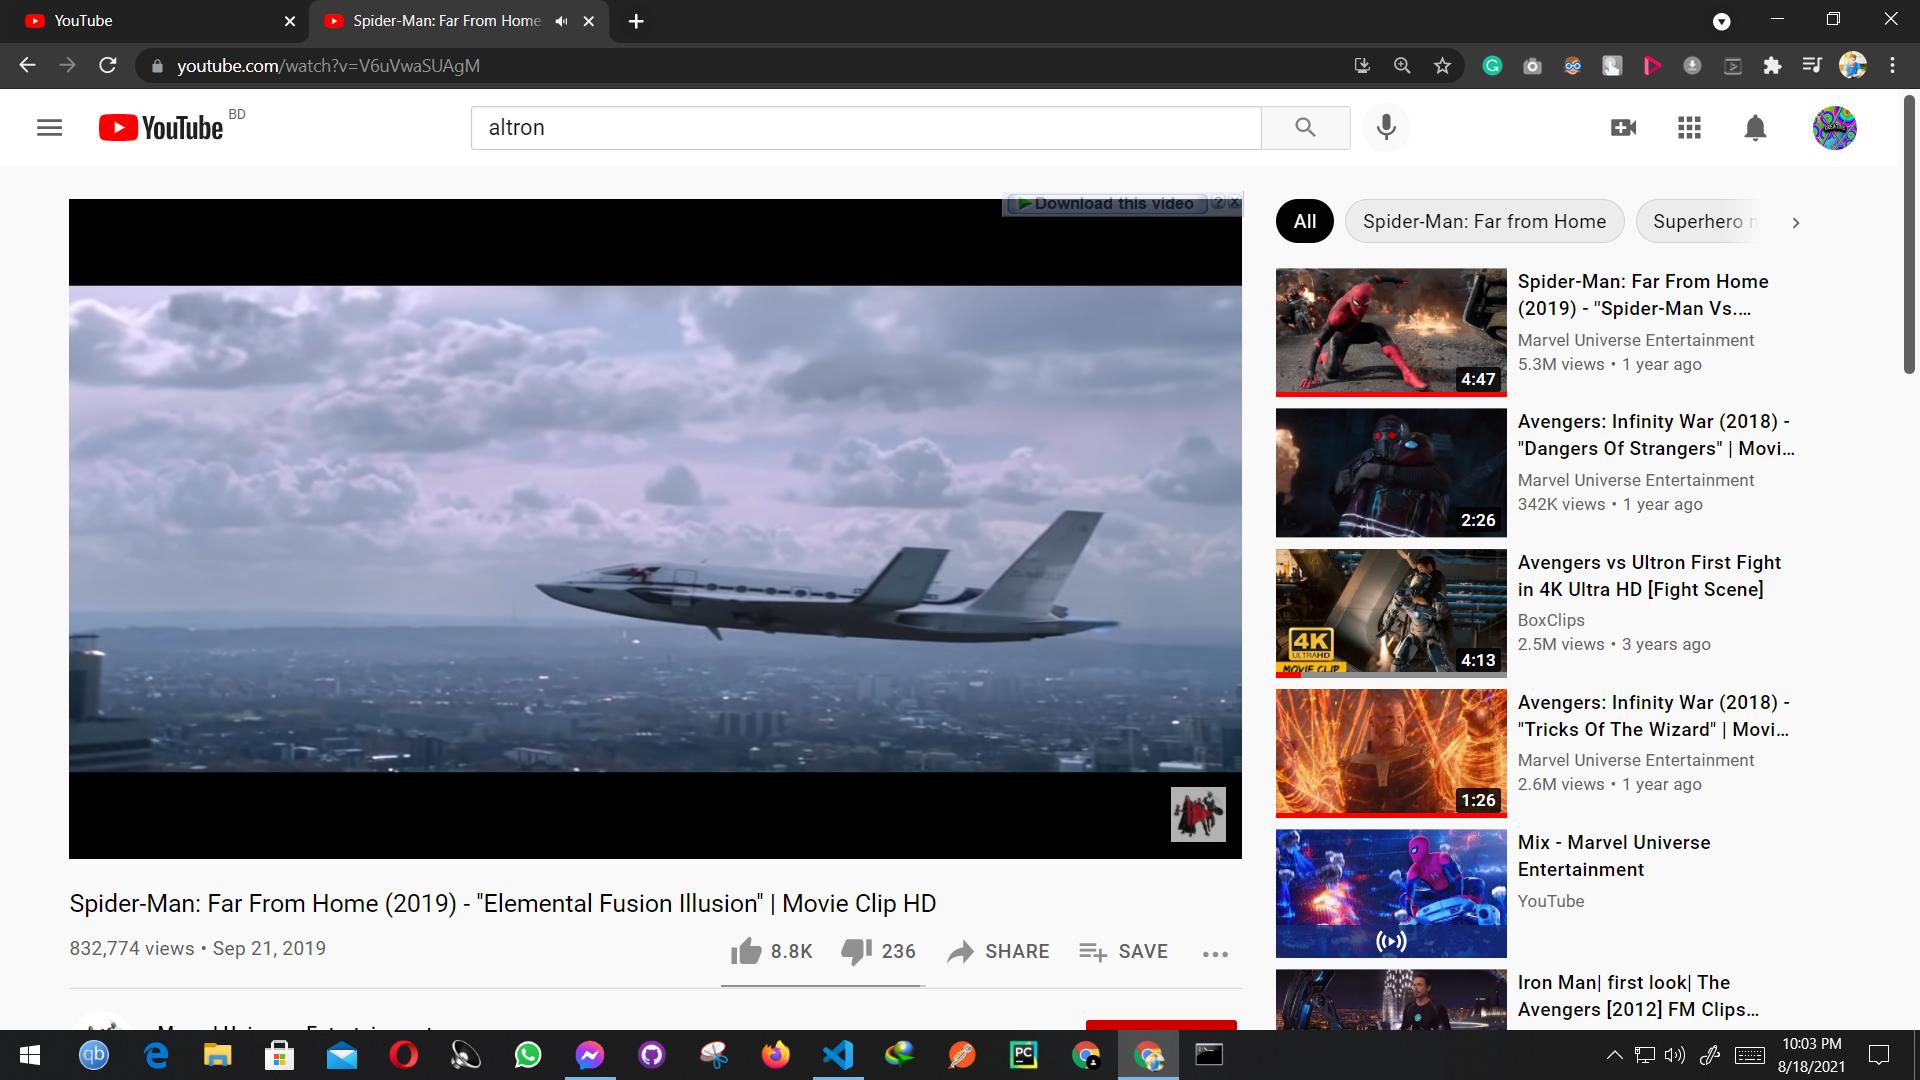 YouTube
Spider-Man: Far From Home
youtube.com/watch?v=V6uVwaSUAgM
YouTube BD
altron
Download this video
All
Spider-Man: Far from Home
Superhero
Spider-Man: Far From Home
(2019) - "Spider-Man Vs....
Marvel Universe Entertainment
5.3M views • 1 year ago
4:47
Avengers: Infinity War (2018) -
"Dangers Of Strangers" | Movi...
Marvel Universe Entertainment
342K views • 1 year ago
2:26
Avengers vs Ultron First Fight
in 4K Ultra HD [Fight Scene]
BoxClips
2.5M views • 3 years ago
4K
ULTRAHD
MOVIE CLIP
4:13
Avengers: Infinity War (2018) -
"Tricks Of The Wizard" | Movi...
Marvel Universe Entertainment
2.6M views • 1 year ago
1:26
Mix - Marvel Universe
Entertainment
YouTube
Iron Man| first look| The
Avengers [2012] FM Clips...
Spider-Man: Far From Home (2019) - "Elemental Fusion Illusion" | Movie Clip HD
832,774 views • Sep 21, 2019
8.8K
236
SHARE
SAVE
qb
PC
10:03 PM
8/18/2021